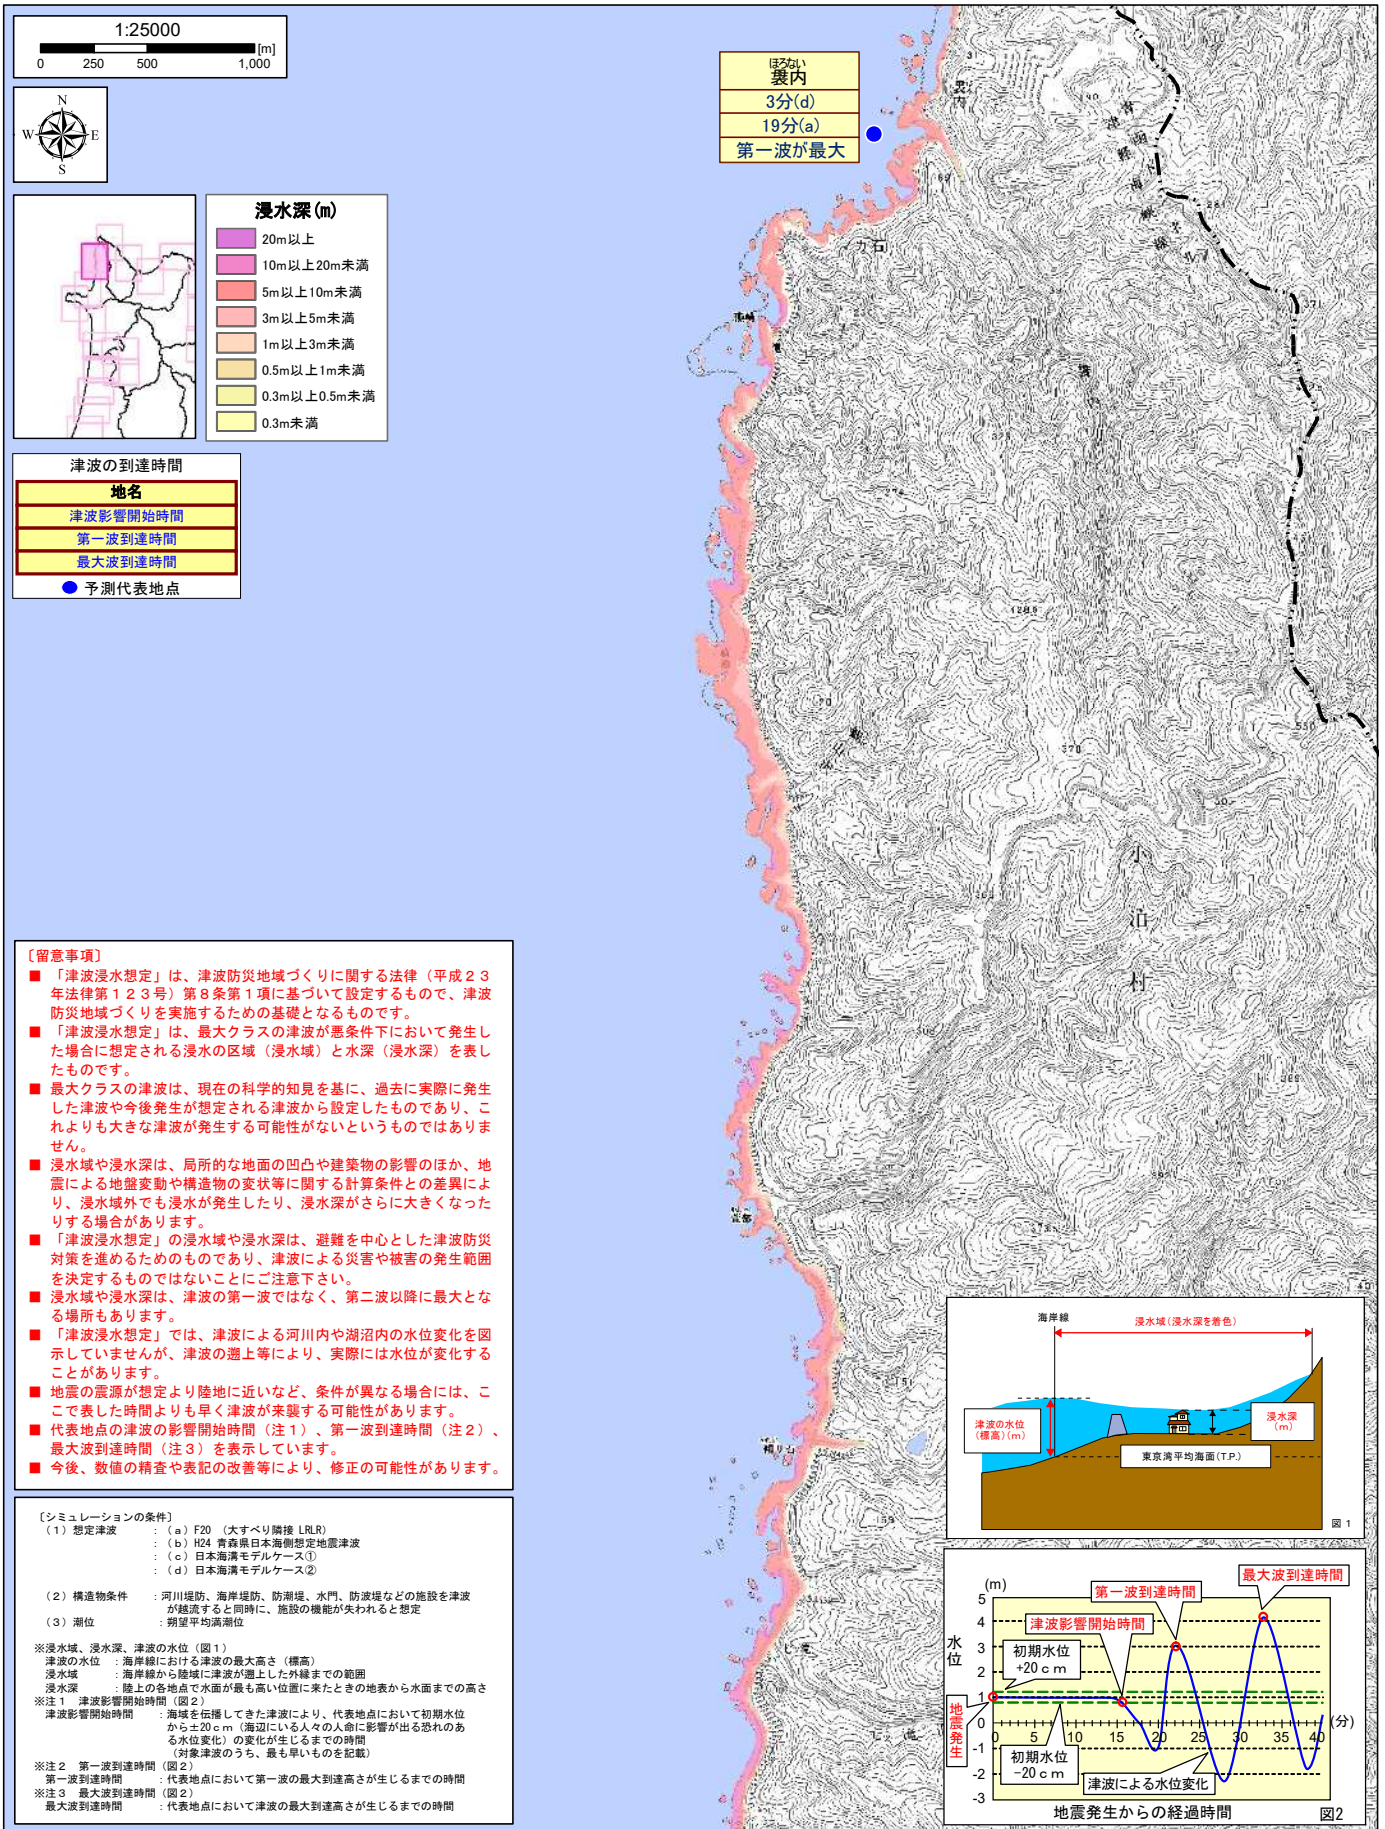 1:25000
[m]
0 250 500 1,000
N
W E
S
浸水深(m)
20m以上
10m以上20m未満
5m以上10m未満
3m以上5m未満
1m以上3m未満
0.5m以上1m未満
0.3m以上0.5m未満
0.3m未満
津波の到達時間
地名
津波影響開始時間
第一波到達時間
最大波到達時間
予測代表地点
ほろない
袰内
3分(d)
19分(a)
第一波が最大
袰内
イカ石
小泊村
〔留意事項〕
■ 「津波浸水想定」は、津波防災地域づくりに関する法律（平成２３
年法律第１２３号）第８条第１項に基づいて設定するもので、津波
防災地域づくりを実施するための基礎となるものです。
■ 「津波浸水想定」は、最大クラスの津波が悪条件下において発生し
た場合に想定される浸水の区域（浸水域）と水深（浸水深）を表し
たものです。
■ 最大クラスの津波は、現在の科学的知見を基に、過去に実際に発生
した津波や今後発生が想定される津波から設定したものであり、こ
れよりも大きな津波が発生する可能性がないというものではありま
せん。
■ 浸水域や浸水深は、局所的な地面の凹凸や建築物の影響のほか、地
震による地盤変動や構造物の変状等に関する計算条件との差異によ
り、浸水域外でも浸水が発生したり、浸水深がさらに大きくなった
りする場合があります。
■ 「津波浸水想定」の浸水域や浸水深は、避難を中心とした津波防災
対策を進めるためのものであり、津波による災害や被害の発生範囲
を決定するものではないことにご注意下さい。
■ 浸水域や浸水深は、津波の第一波ではなく、第二波以降に最大とな
る場所もあります。
■ 「津波浸水想定」では、津波による河川内や湖沼内の水位変化を図
示していませんが、津波の遡上等により、実際には水位が変化する
ことがあります。
■ 地震の震源が想定より陸地に近いなど、条件が異なる場合には、こ
こで表した時間よりも早く津波が来襲する可能性があります。
■ 代表地点の津波の影響開始時間（注１）、第一波到達時間（注２）、
最大波到達時間（注３）を表示しています。
■ 今後、数値の精査や表記の改善等により、修正の可能性があります。
〔シミュレーションの条件〕
（１）想定津波 ：（ａ）F20 （大すべり隣接 LRLR）
：（ｂ）H24 青森県日本海側想定地震津波
：（ｃ）日本海溝モデルケース①
：（ｄ）日本海溝モデルケース②
（２）構造物条件 ：河川堤防、海岸堤防、防潮堤、水門、防波堤などの施設を津波
が越流すると同時に、施設の機能が失われると想定
（３）潮位 ：朔望平均満潮位
※浸水域、浸水深、津波の水位（図１）
津波の水位 ：海岸線における津波の最大高さ（標高）
浸水域 ：海岸線から陸域に津波が遡上した外縁までの範囲
浸水深 ：陸上の各地点で水面が最も高い位置に来たときの地表から水面までの高さ
※注１ 津波影響開始時間（図２）
津波影響開始時間 ：海域を伝播してきた津波により、代表地点において初期水位
から±20ｃｍ（海辺にいる人々の人命に影響が出る恐れのあ
る水位変化）の変化が生じるまでの時間
（対象津波のうち、最も早いものを記載）
※注２ 第一波到達時間（図２）
第一波到達時間 ：代表地点において第一波の最大到達高さが生じるまでの時間
※注３ 最大波到達時間（図２）
最大波到達時間 ：代表地点において津波の最大到達高さが生じるまでの時間
海岸線
浸水域(浸水深を着色)
津波の水位
(標高)(m)
浸水深
(m)
東京湾平均海面(T.P.)
図１
(m)
水位
5
4
3
2
1
0
-1
-2
-3
最大波到達時間
第一波到達時間
津波影響開始時間
初期水位
+20ｃｍ
地震発生
0 5 10 15 20 25 30 35 40
(分)
初期水位
-20ｃｍ
津波による水位変化
地震発生からの経過時間
図2